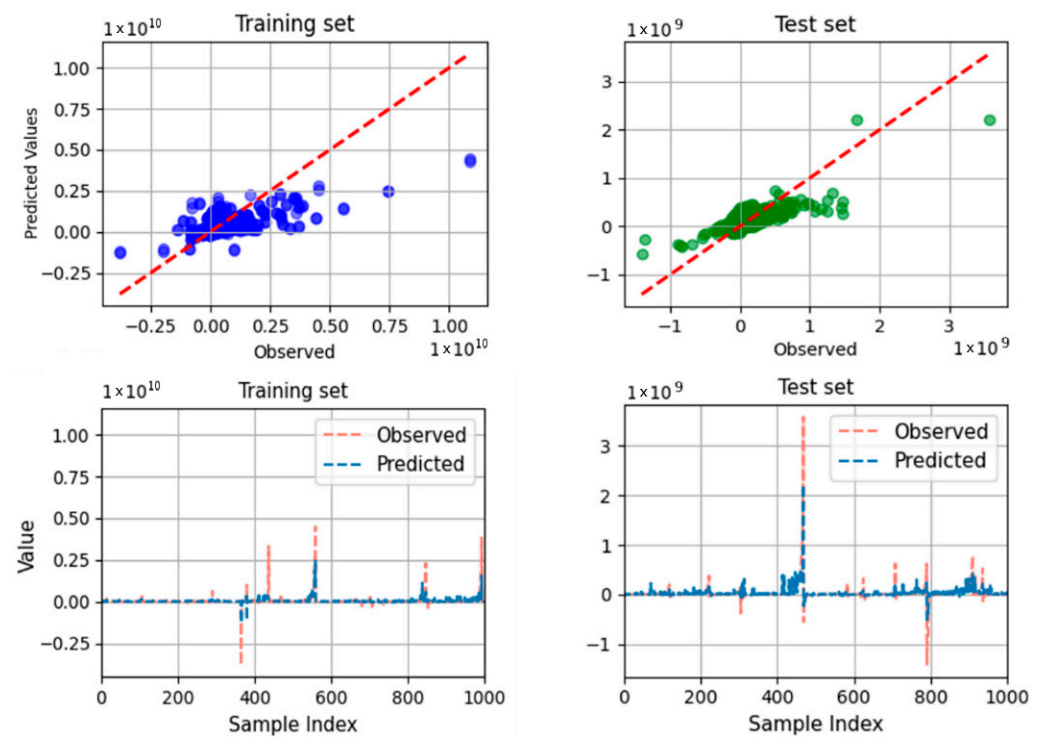 1×10¹⁰ Training set
1.00
0.75
0.50
0.25
0.00
−0.25
Predicted Values
−0.25 0.00 0.25 0.50 0.75 1.00
Observed 1×10¹⁰
1×10⁹ Test set
3
2
1
0
−1
−1 0 1 2 3
Observed 1×10⁹
1×10¹⁰ Training set
1.00
0.75
0.50
0.25
0.00
−0.25
Value
Observed
Predicted
0 200 400 600 800 1000
Sample Index
1×10⁹ Test set
3
2
1
0
−1
Observed
Predicted
0 200 400 600 800 1000
Sample Index